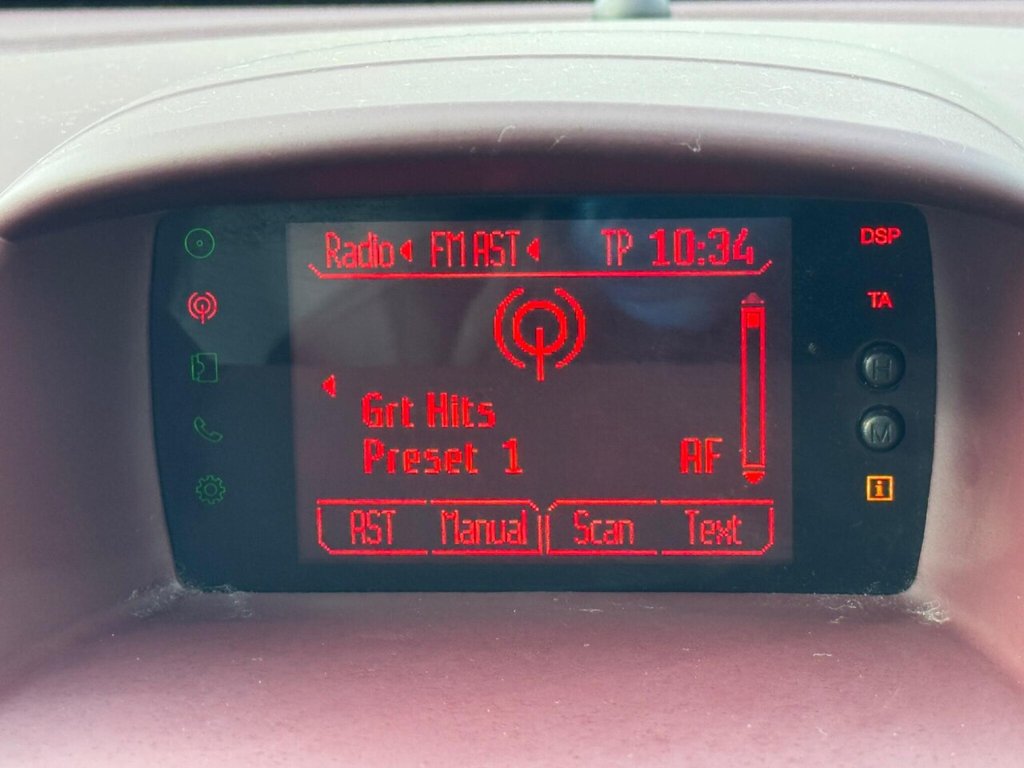 Radio FM AST TP 10:34
DSP
TA
Grt Hits
H
Preset 1 AF
M
i
AST Manual Scan Text